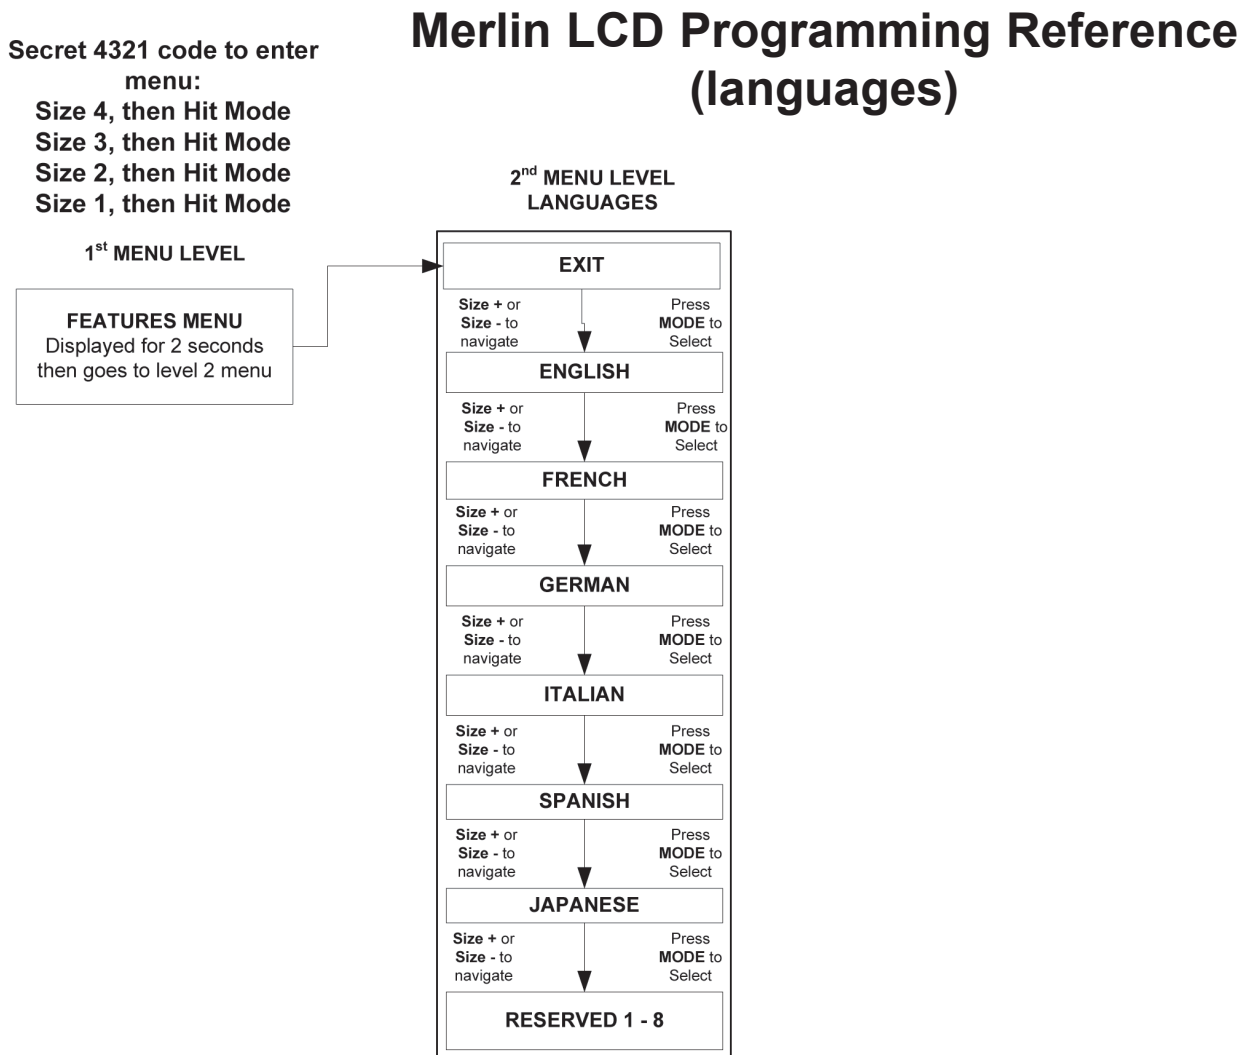 Merlin LCD Programming Reference
(languages)
Secret 4321 code to enter
menu:
Size 4, then Hit Mode
Size 3, then Hit Mode
Size 2, then Hit Mode
Size 1, then Hit Mode
1st MENU LEVEL
FEATURES MENU
Displayed for 2 seconds
then goes to level 2 menu
2nd MENU LEVEL
LANGUAGES
EXIT
Size + or
Size - to
navigate
Press
MODE to
Select
ENGLISH
Size + or
Size - to
navigate
Press
MODE to
Select
FRENCH
Size + or
Size - to
navigate
Press
MODE to
Select
GERMAN
Size + or
Size - to
navigate
Press
MODE to
Select
ITALIAN
Size + or
Size - to
navigate
Press
MODE to
Select
SPANISH
Size + or
Size - to
navigate
Press
MODE to
Select
JAPANESE
Size + or
Size - to
navigate
Press
MODE to
Select
RESERVED 1 - 8